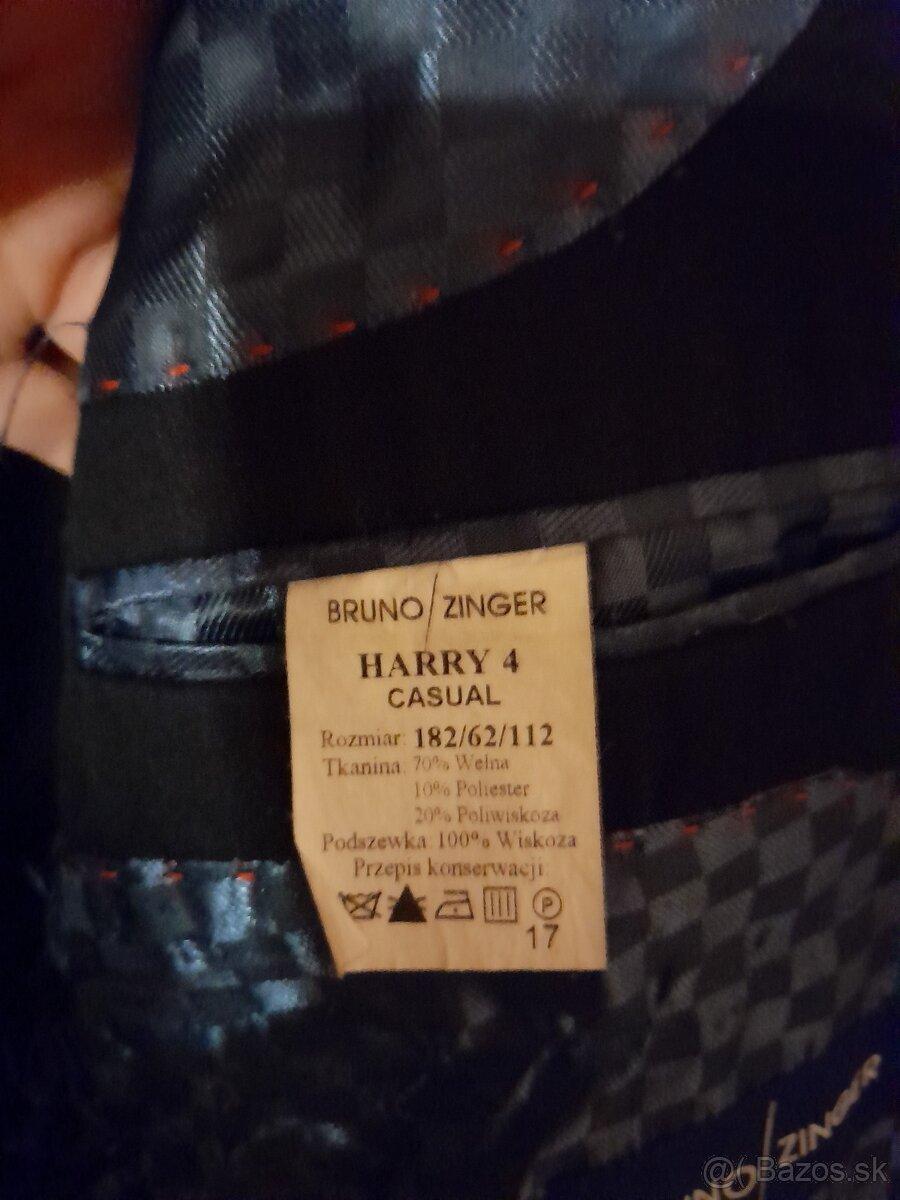 BRUNO/ZINGER
HARRY 4
CASUAL
Rozmiar: 182/62/112
Tkanina: 70% Wełna
10% Poliester
20% Poliwiskoza
Podszewka: 100% Wiskoza
Przepis konserwacji:
P
17
/ZINGER
Bazos.sk